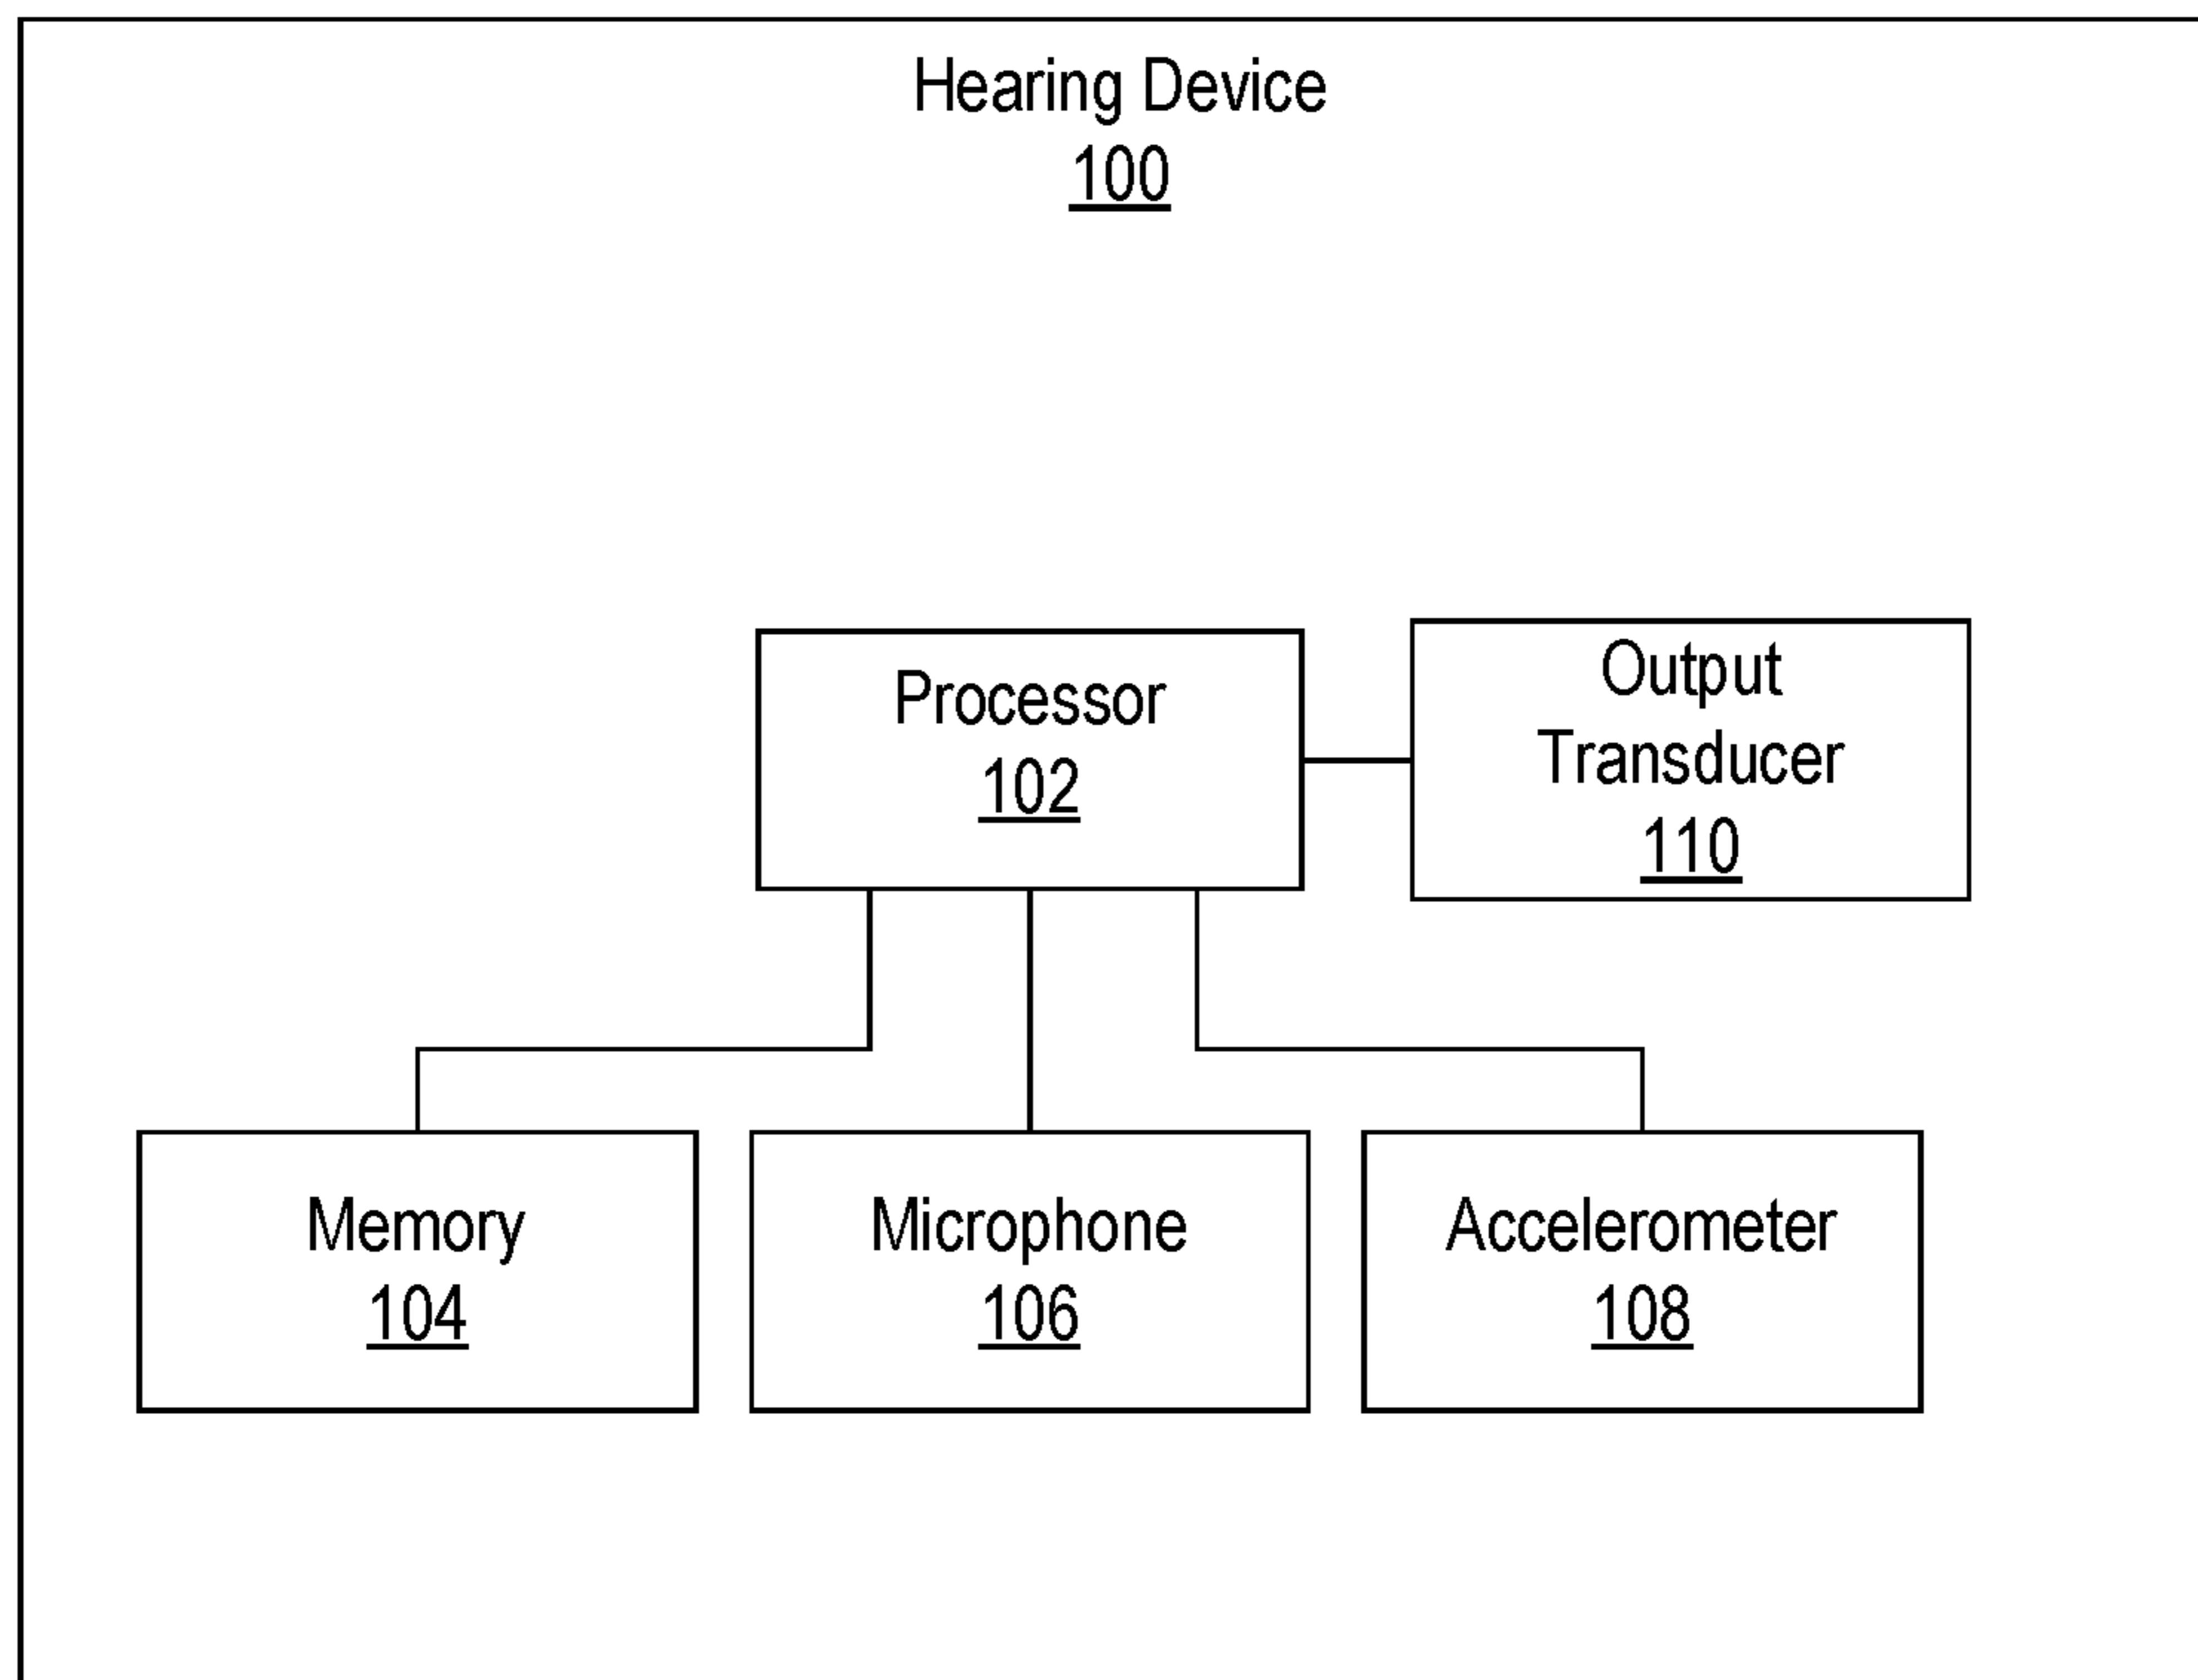 Hearing Device
100
Processor
102
Output
Transducer
110
Memory
104
Microphone
106
Accelerometer
108